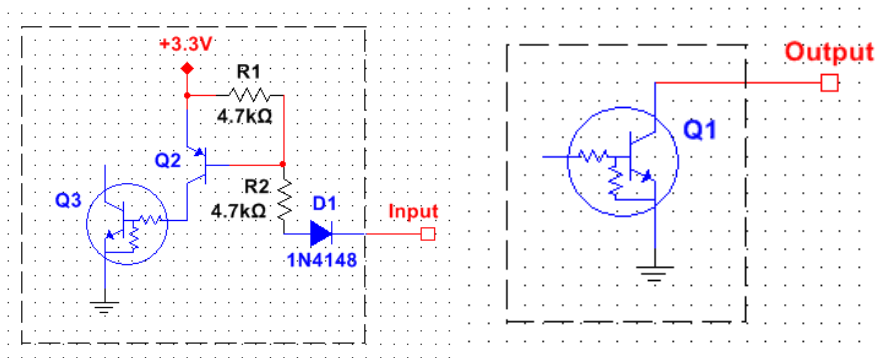 +3.3V
R1
4.7kΩ
Q2
R2
4.7kΩ
Q3
D1
1N4148
Input
Output
Q1